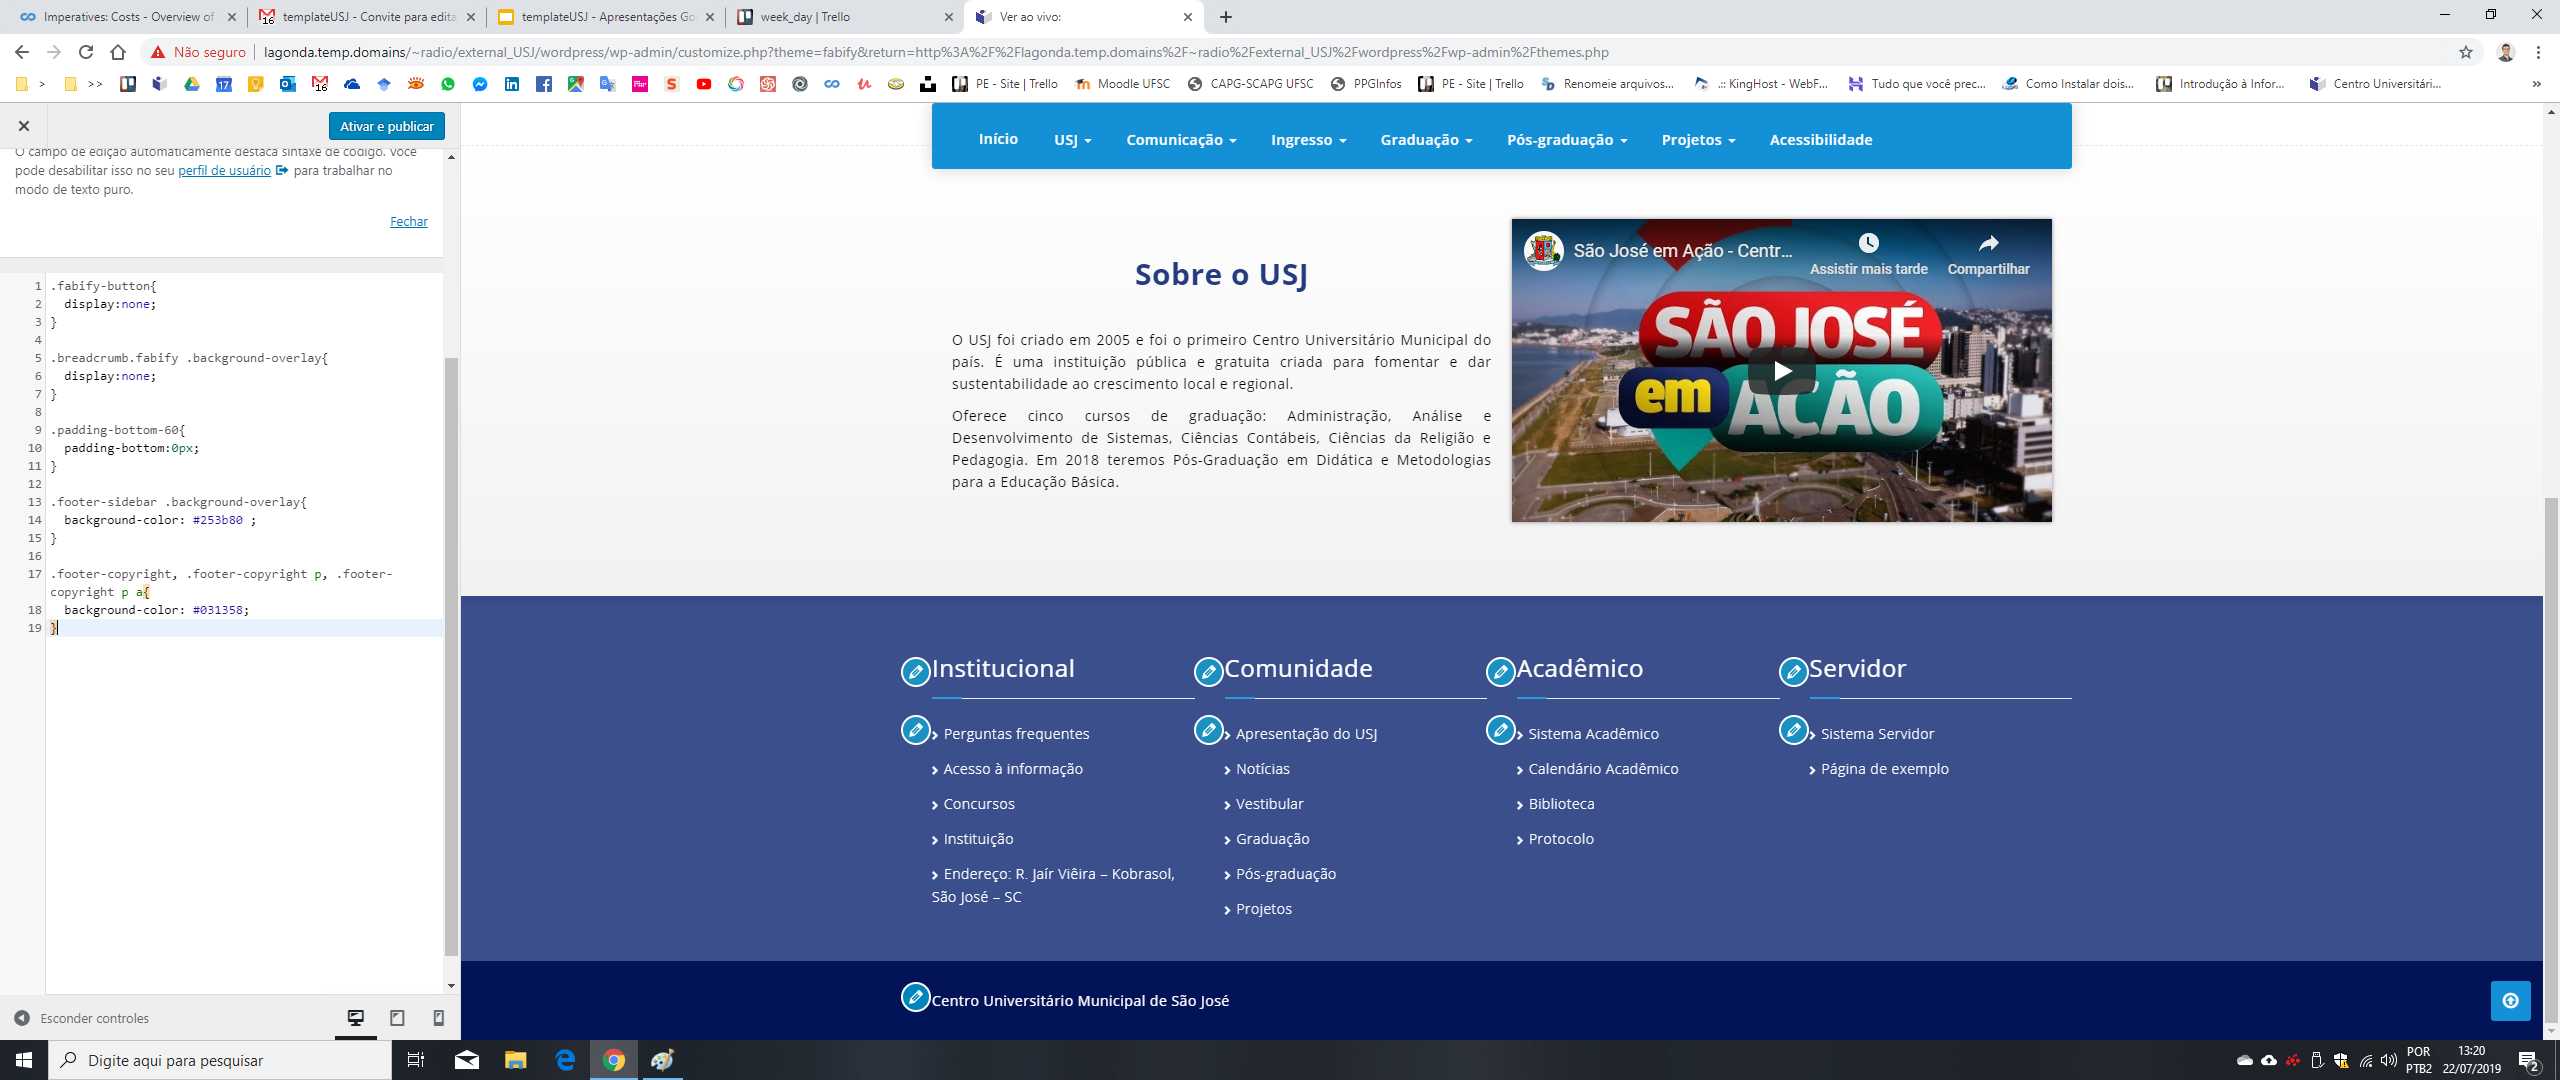 Imperatives: Costs - Overview of
templateUSJ - Convite para edita
templateUSJ - Apresentações Go
week_day | Trello
Ver ao vivo:
Não seguro
lagonda.temp.domains/~radio/external_USJ/wordpress/wp-admin/customize.php?theme=fabify&return=http%3A%2F%2Flagonda.temp.domains%2F~radio%2Fexternal_USJ%2Fwordpress%2Fwp-admin%2Fthemes.php
> >> 17 16 PE - Site | Trello Moodle UFSC CAPG-SCAPG UFSC PPGInfos PE - Site | Trello Renomeie arquivos... .:: KingHost - WebF... Tudo que você prec... Como Instalar dois... Introdução à Infor... Centro Universitári... »
Ativar e publicar
O campo de edição automaticamente destaca sintaxe de código. Você
pode desabilitar isso no seu perfil de usuário para trabalhar no
modo de texto puro.
Fechar
1 .fabify-button{
2 display:none;
3 }
4
5 .breadcrumb.fabify .background-overlay{
6 display:none;
7 }
8
9 .padding-bottom-60{
10 padding-bottom:0px;
11 }
12
13 .footer-sidebar .background-overlay{
14 background-color: #253b80 ;
15 }
16
17 .footer-copyright, .footer-copyright p, .footer-
copyright p a{
18 background-color: #031358;
19 }
Esconder controles
Início USJ Comunicação Ingresso Graduação Pós-graduação Projetos Acessibilidade
Sobre o USJ
O USJ foi criado em 2005 e foi o primeiro Centro Universitário Municipal do
país. É uma instituição pública e gratuita criada para fomentar e dar
sustentabilidade ao crescimento local e regional.
Oferece cinco cursos de graduação: Administração, Análise e
Desenvolvimento de Sistemas, Ciências Contábeis, Ciências da Religião e
Pedagogia. Em 2018 teremos Pós-Graduação em Didática e Metodologias
para a Educação Básica.
São José em Ação - Centr...
Assistir mais tarde
Compartilhar
SÃO JOSÉ
em AÇÃO
Institucional
Perguntas frequentes
Acesso à informação
Concursos
Instituição
Endereço: R. Jaír Viêira – Kobrasol,
São José – SC
Comunidade
Apresentação do USJ
Notícias
Vestibular
Graduação
Pós-graduação
Projetos
Acadêmico
Sistema Acadêmico
Calendário Acadêmico
Biblioteca
Protocolo
Servidor
Sistema Servidor
Página de exemplo
Centro Universitário Municipal de São José
Digite aqui para pesquisar
POR
PTB2
13:20
22/07/2019
2